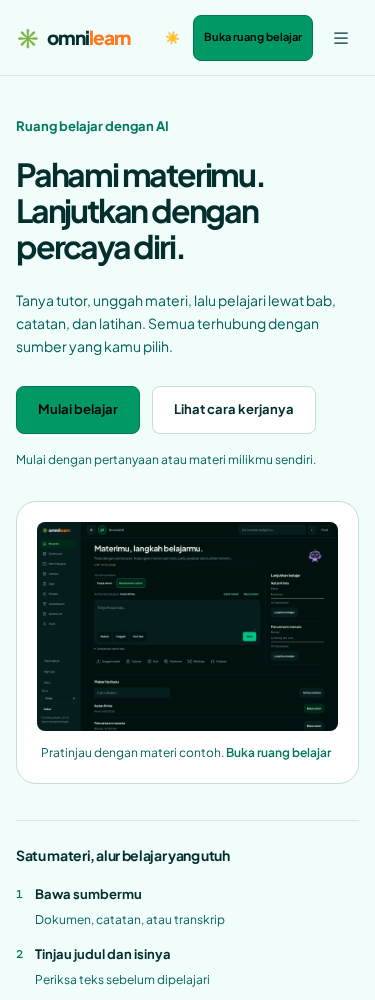 omnilearn
Buka ruang belajar
Ruang belajar dengan AI
Pahami materimu.
Lanjutkan dengan
percaya diri.
Tanya tutor, unggah materi, lalu pelajari lewat bab,
catatan, dan latihan. Semua terhubung dengan
sumber yang kamu pilih.
Mulai belajar
Lihat cara kerjanya
Mulai dengan pertanyaan atau materi milikmu sendiri.
omnilearn
Materimu, langkah belajarmu.
Pratinjau dengan materi contoh. Buka ruang belajar
Satu materi, alur belajar yang utuh
1 Bawa sumbermu
Dokumen, catatan, atau transkrip
2 Tinjau judul dan isinya
Periksa teks sebelum dipelajari